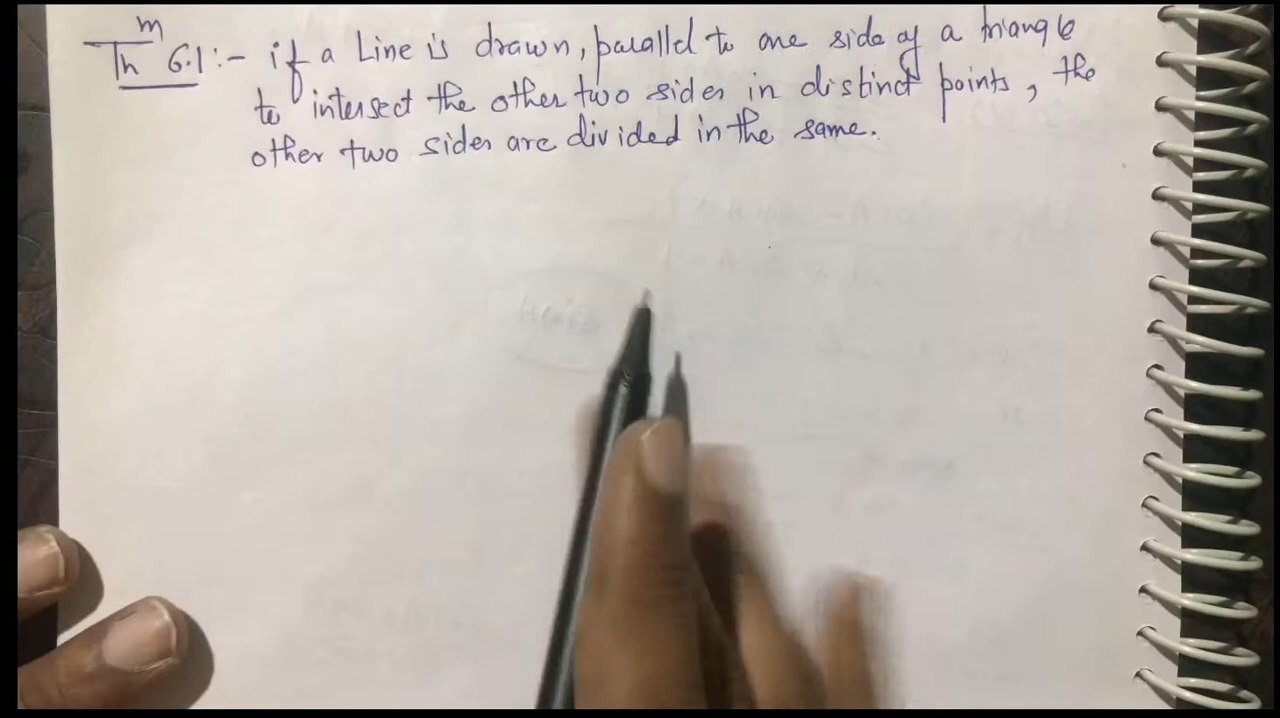 Thm 6.1:- if a Line is drawn, parallel to one side of a triangle
to intersect the other two sides in distinct points, the
other two sides are divided in the same.